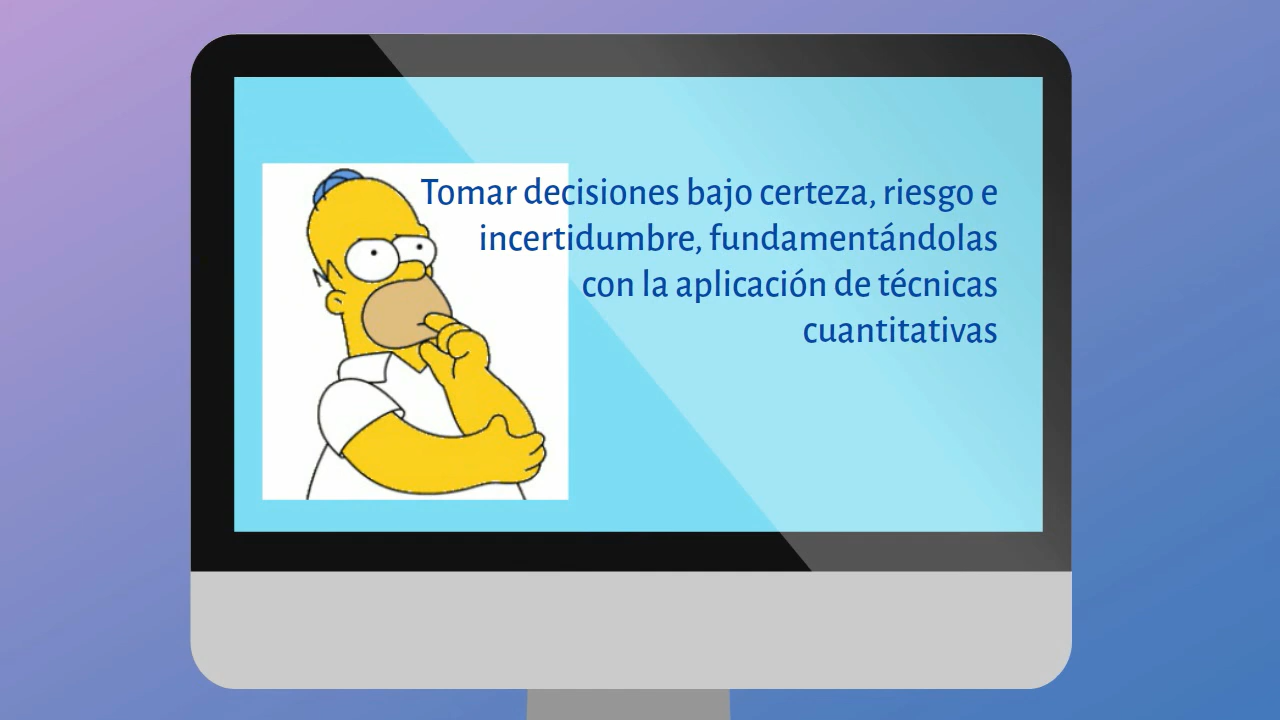 Tomar decisiones bajo certeza, riesgo e
incertidumbre, fundamentándolas
con la aplicación de técnicas
cuantitativas